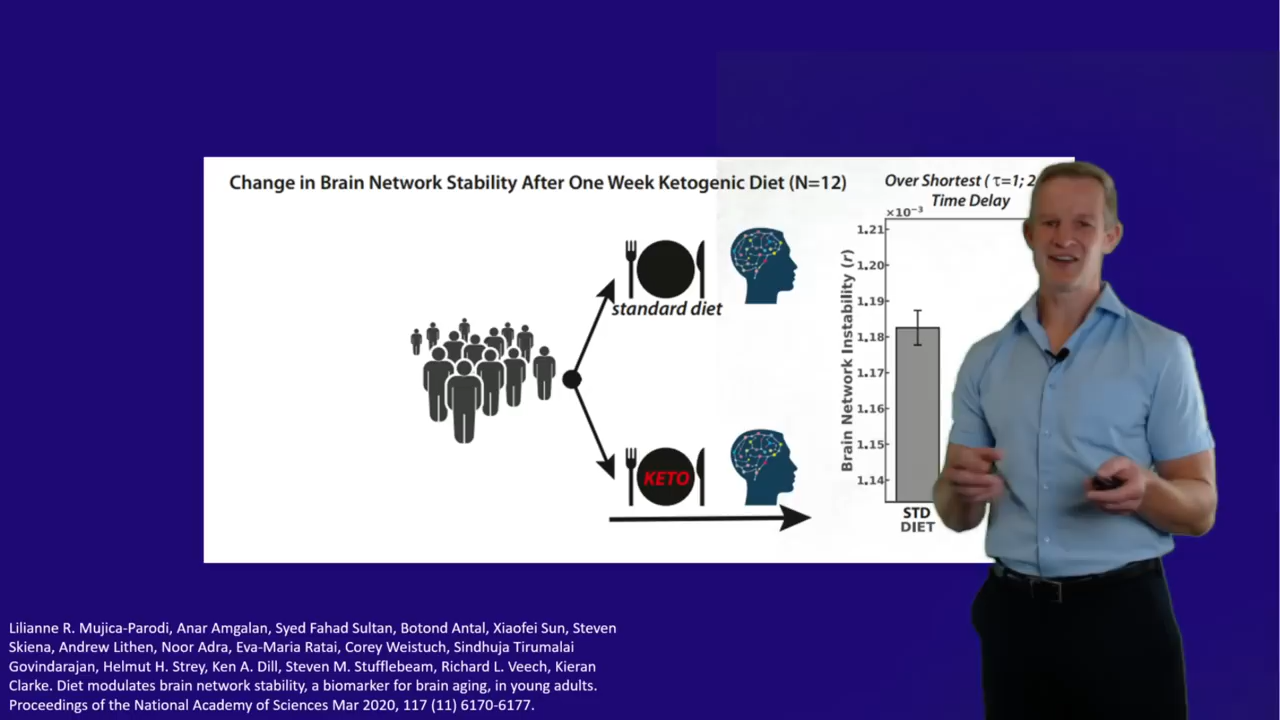 Change in Brain Network Stability After One Week Ketogenic Diet (N=12)
Over Shortest ( τ=1; 2
Time Delay
×10⁻³
1.21
1.20
1.19
1.18
1.17
1.16
1.15
1.14
Brain Network Instability (r)
STD
DIET
standard diet
KETO
Lilianne R. Mujica-Parodi, Anar Amgalan, Syed Fahad Sultan, Botond Antal, Xiaofei Sun, Steven
Skiena, Andrew Lithen, Noor Adra, Eva-Maria Ratai, Corey Weistuch, Sindhuja Tirumalai
Govindarajan, Helmut H. Strey, Ken A. Dill, Steven M. Stufflebeam, Richard L. Veech, Kieran
Clarke. Diet modulates brain network stability, a biomarker for brain aging, in young adults.
Proceedings of the National Academy of Sciences Mar 2020, 117 (11) 6170-6177.